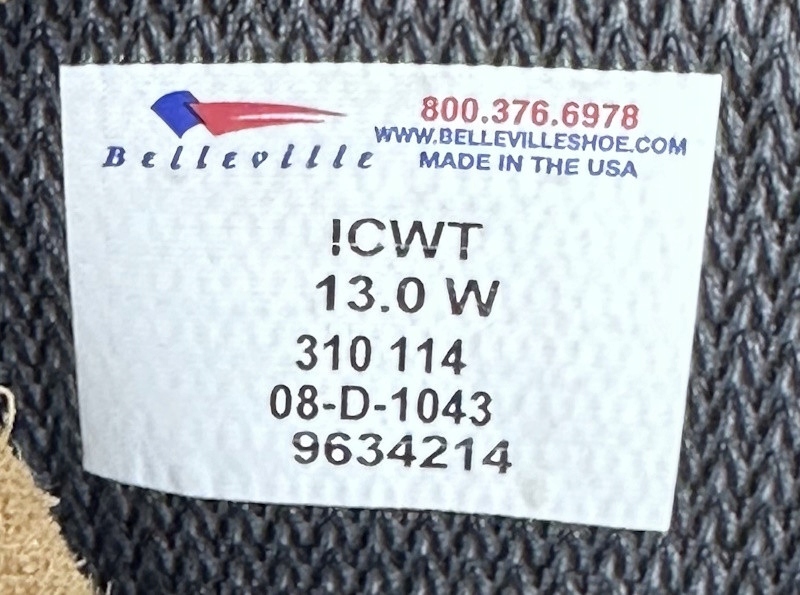 Belleville
800.376.6978
WWW.BELLEVILLESHOE.COM
MADE IN THE USA
!CWT
13.0 W
310 114
08-D-1043
9634214